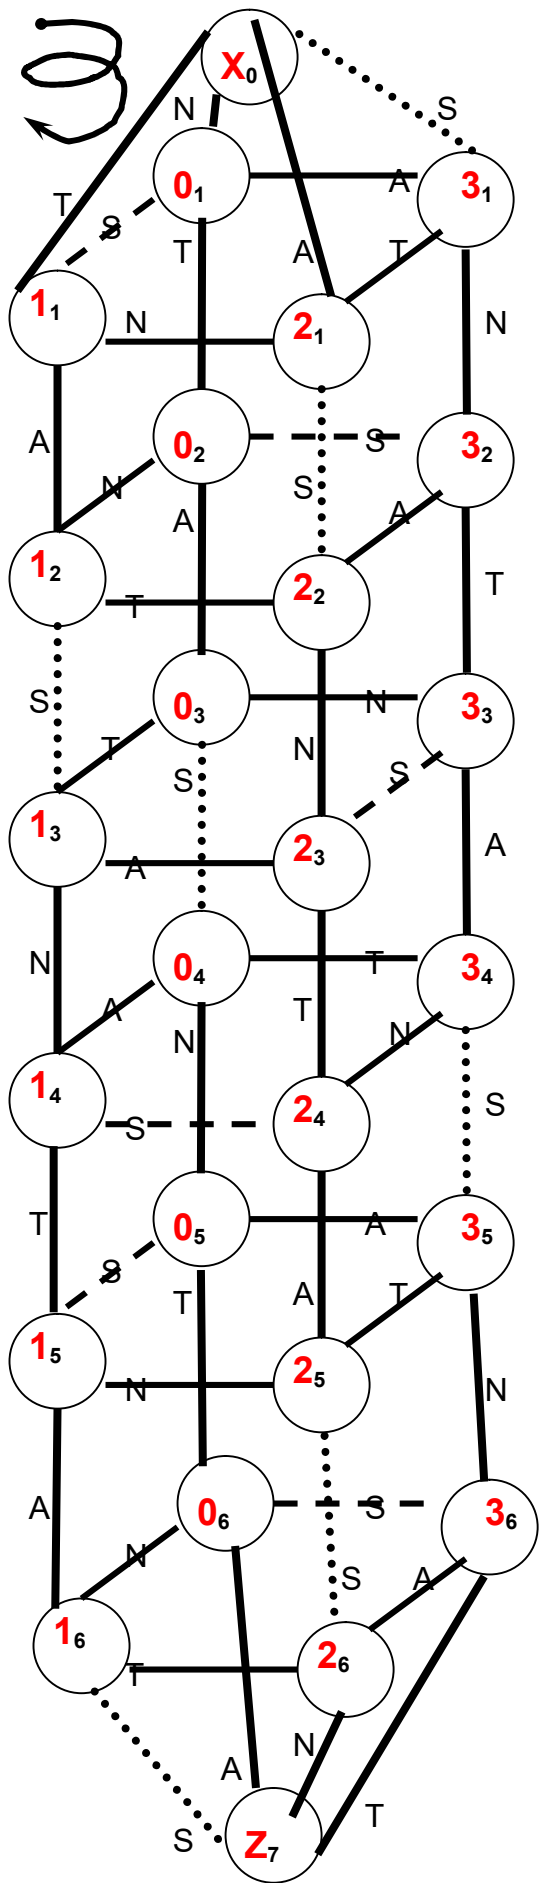 X0
N S
01 A 31
T S T A T
11 N 21 N
A 02 S 32
N A S A
12 T 22 T
S 03 N 33
T S N S
13 A 23 A
N 04 T 34
A N T N
14 S 24 S
T 05 A 35
S T A T
15 N 25 N
A 06 S 36
N S A
16 T 26
A N T
S Z7